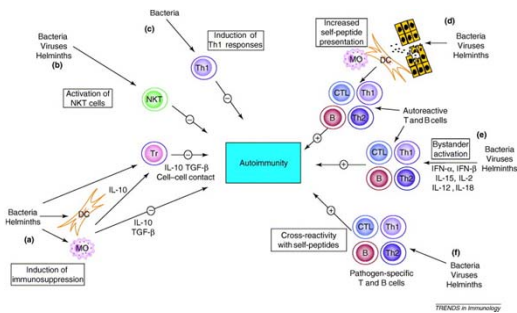 Bacteria
(c)
Induction of
Th1 responses
Th1
Bacteria
Viruses
Helminths
(b)
Activation of
NKT cells
NKT
Tr
IL-10 TGF-β
Cell–cell contact
IL-10
DC
Bacteria
Helminths
(a)
MO
IL-10
TGF-β
Induction of
immunosuppression
Autoimmunity
Increased
self-peptide
presentation
(d)
MO
DC
Bacteria
Viruses
Helminths
CTL
Th1
B
Th2
Autoreactive
T and B cells
(e)
CTL
Th1
B
Th2
Bystander
activation
IFN-α, IFN-β
IL-15, IL-2
IL-12, IL-18
Bacteria
Viruses
Helminths
Cross-reactivity
with self-peptides
CTL
Th1
B
Th2
Pathogen-specific
T and B cells
(f)
Bacteria
Viruses
Helminths
TRENDS in Immunology